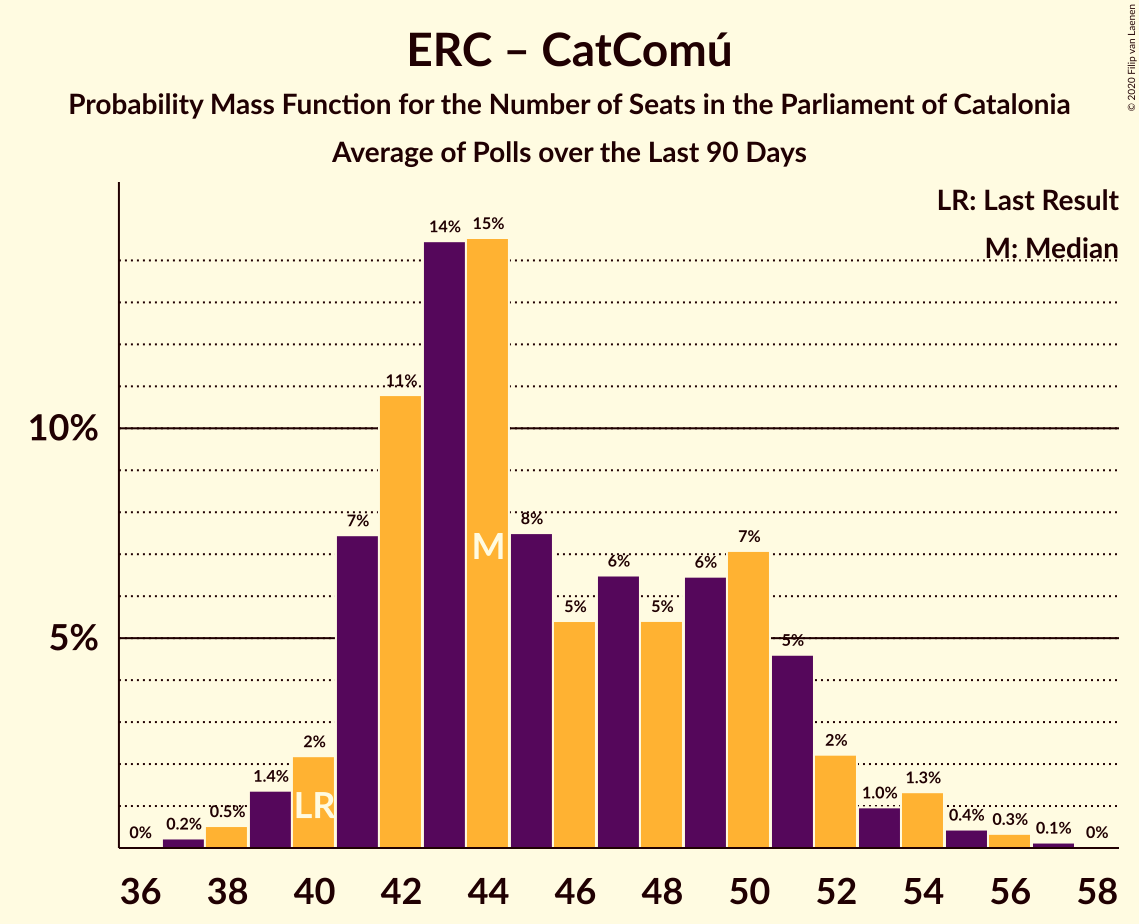 ERC – CatComú
Probability Mass Function for the Number of Seats in the Parliament of Catalonia
Average of Polls over the Last 90 Days
© 2020 Filip van Laenen
LR: Last Result
M: Median
10%
5%
0%
0.2%
0.5%
1.4%
2%
7%
11%
14%
15%
8%
5%
6%
5%
6%
7%
5%
2%
1.0%
1.3%
0.4%
0.3%
0.1%
0%
LR
M
36 38 40 42 44 46 48 50 52 54 56 58